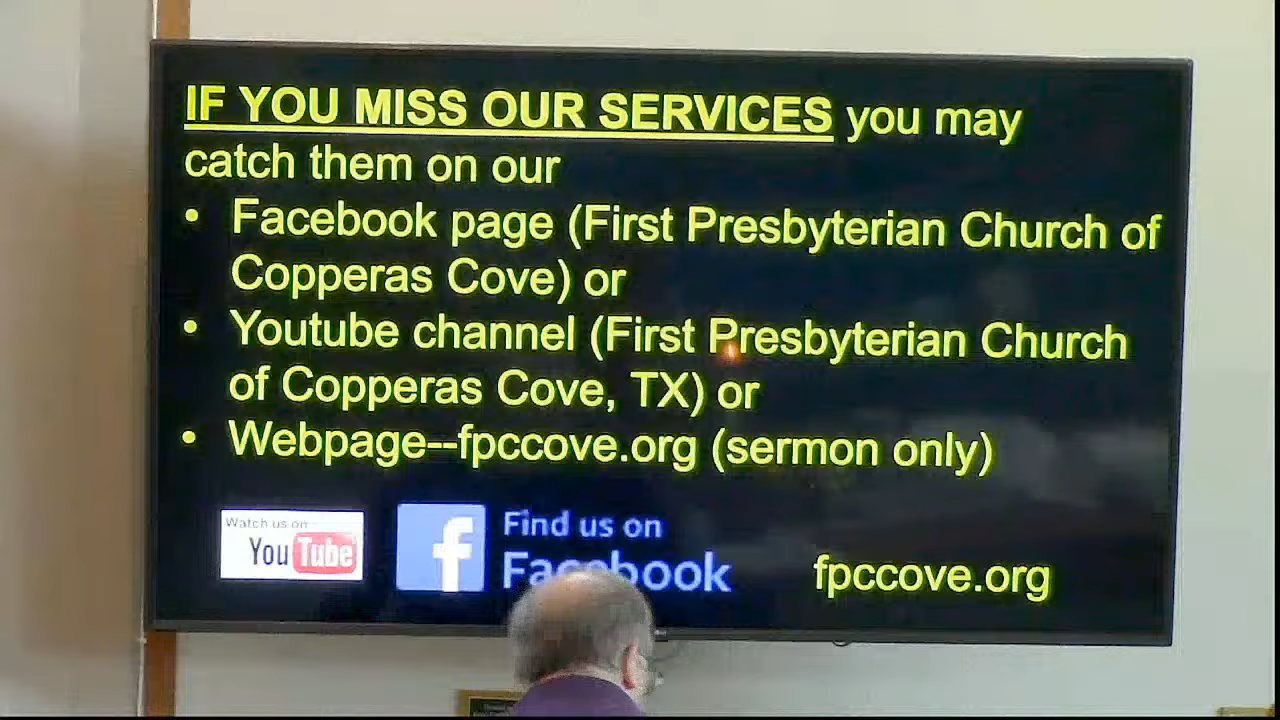 IF YOU MISS OUR SERVICES you may
catch them on our
• Facebook page (First Presbyterian Church of
Copperas Cove) or
• Youtube channel (First Presbyterian Church
of Copperas Cove, TX) or
• Webpage--fpccove.org (sermon only)
Watch us on
YouTube
f
Find us on
Facebook
fpccove.org